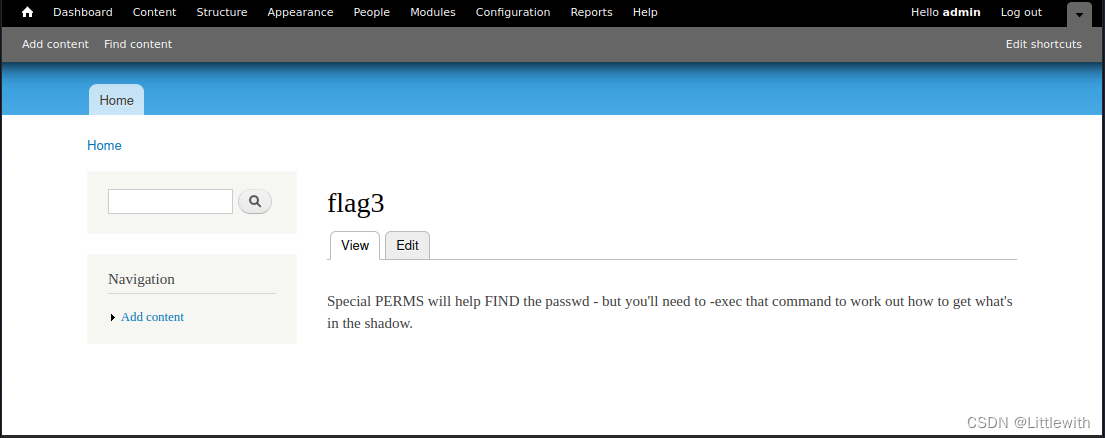 Dashboard Content Structure Appearance People Modules Configuration Reports Help Hello admin Log out
Add content Find content Edit shortcuts
Home
Home
flag3
View Edit
Navigation
Add content
Special PERMS will help FIND the passwd - but you'll need to -exec that command to work out how to get what's
in the shadow.
CSDN @Littlewith